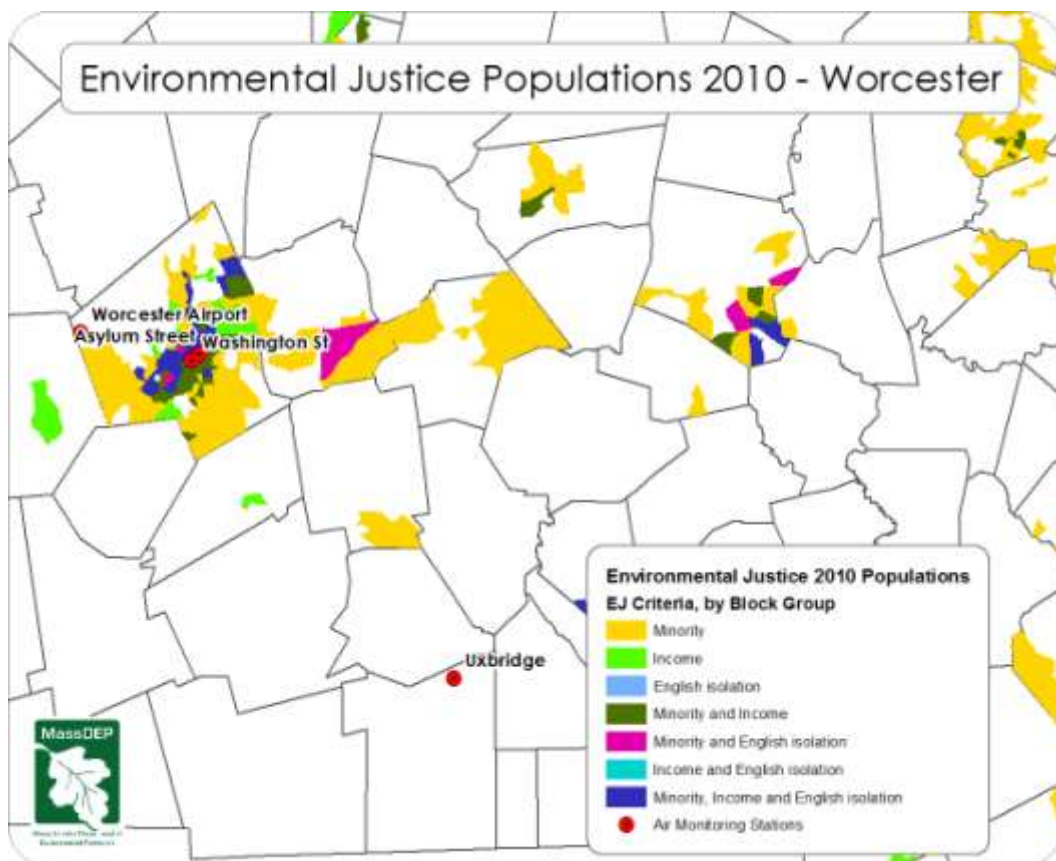 Environmental Justice Populations 2010 - Worcester
Worcester Airport
Asylum Street
Washington St
Uxbridge
Environmental Justice 2010 Populations
EJ Criteria, by Block Group
Minority
Income
English isolation
Minority and Income
Minority and English isolation
Income and English isolation
Minority, Income and English isolation
Air Monitoring Stations
MassDEP